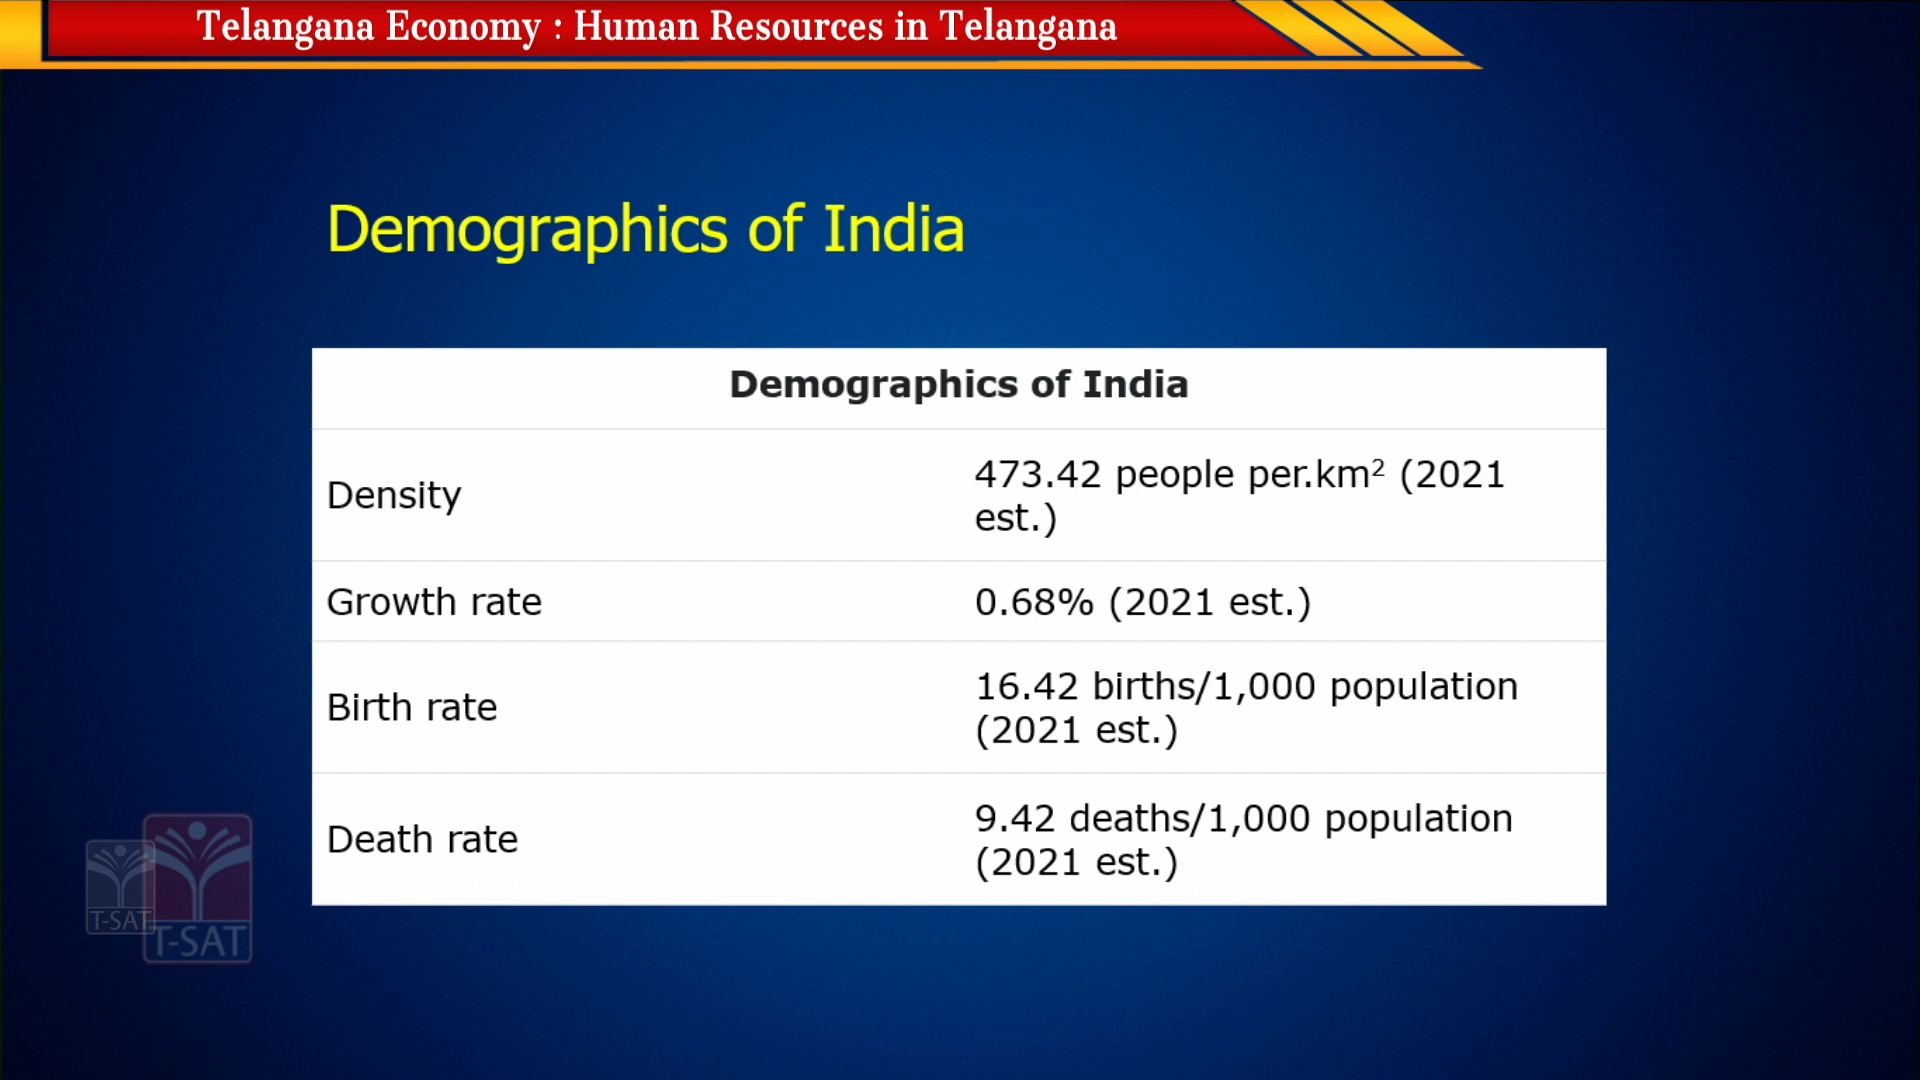 Telangana Economy : Human Resources in Telangana
Demographics of India
Demographics of India
Density
473.42 people per.km² (2021
est.)
Growth rate
0.68% (2021 est.)
Birth rate
16.42 births/1,000 population
(2021 est.)
Death rate
9.42 deaths/1,000 population
(2021 est.)
T-SAT
T-SAT